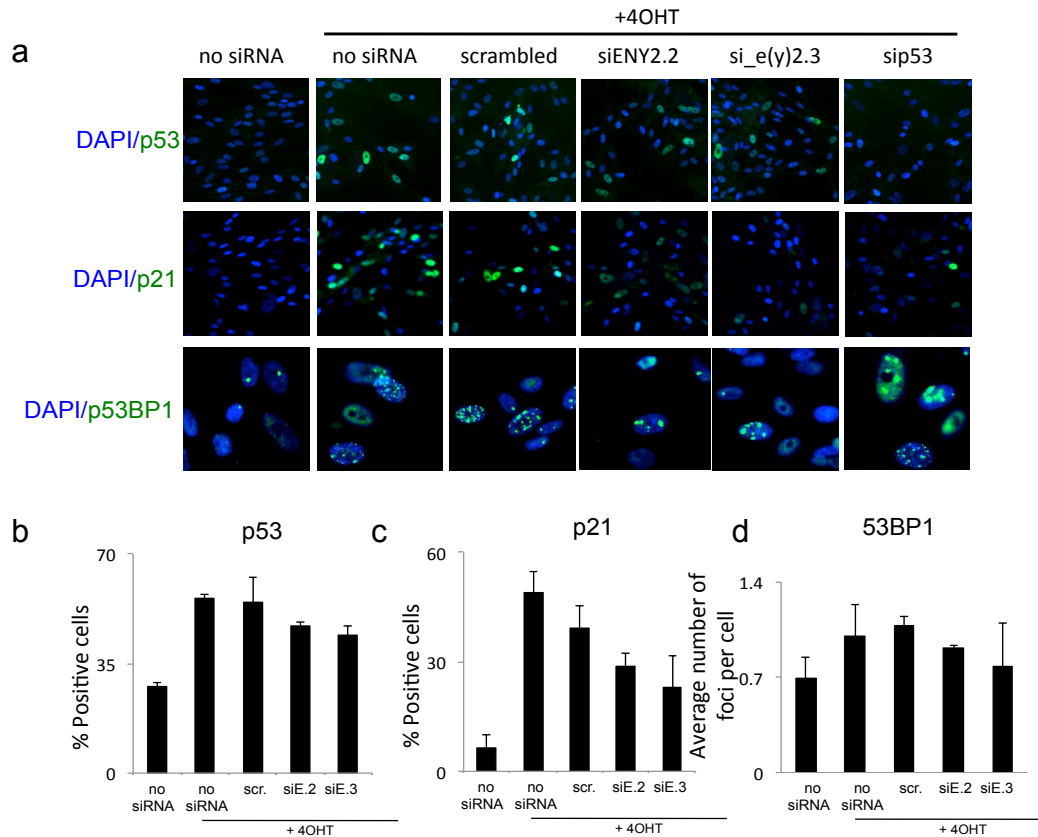 +4OHT
a
no siRNA no siRNA scrambled siENY2.2 si_e(y)2.3 sip53
DAPI/p53
DAPI/p21
DAPI/p53BP1
b p53
70
35
0
% Positive cells
no siRNA no siRNA scr. siE.2 siE.3
+ 4OHT
c p21
60
30
0
% Positive cells
no siRNA no siRNA scr. siE.2 siE.3
+ 4OHT
d 53BP1
1.4
0.7
0
Average number of
foci per cell
no siRNA no siRNA scr. siE.2 siE.3
+ 4OHT